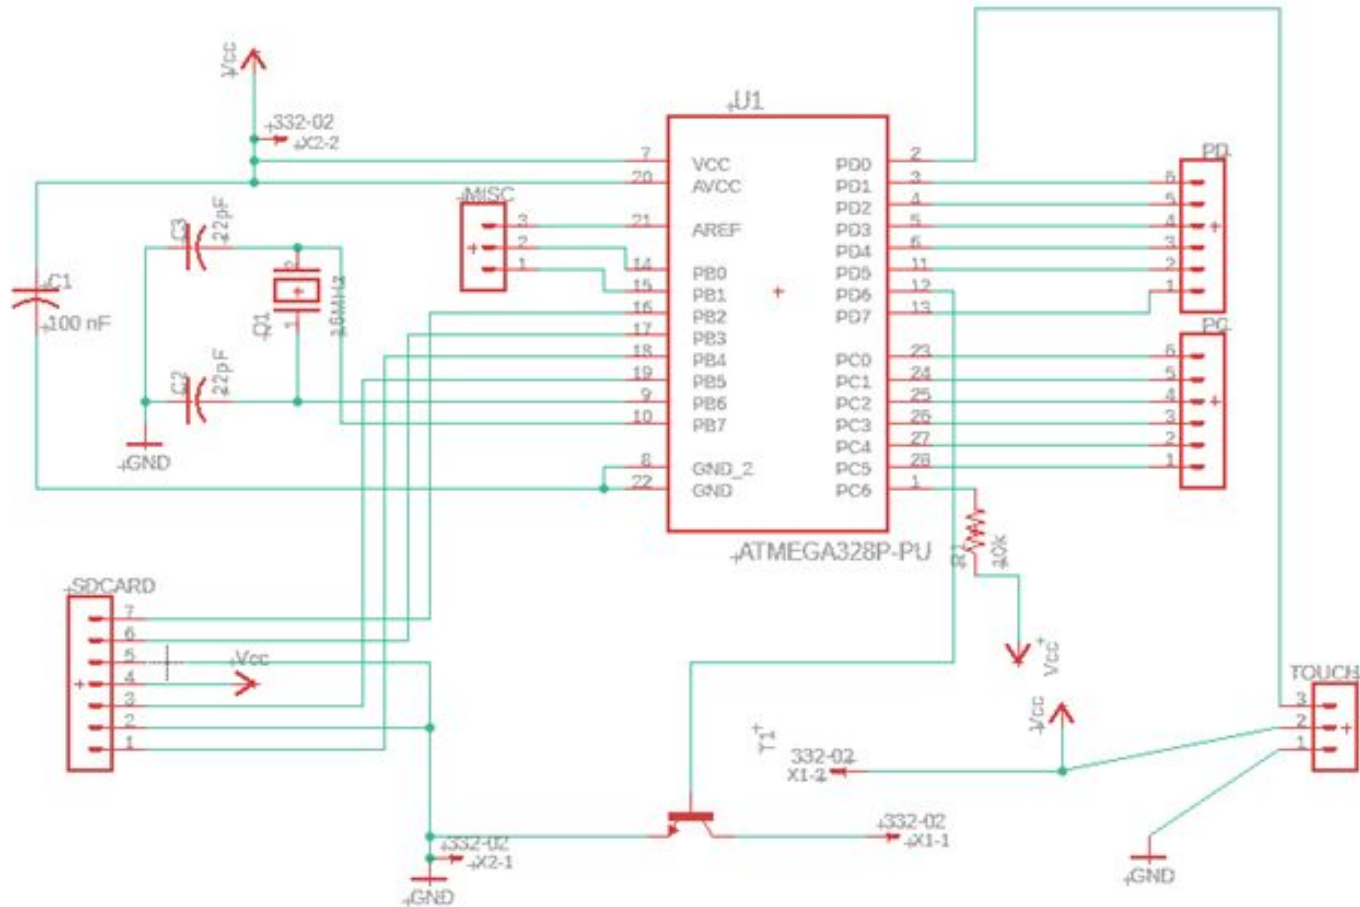 Vcc
332-02
X2-2
U1
7 VCC PD0 2
20 AVCC PD1 3
PD2 4
21 AREF PD3 5
PD4 6
14 PB0 PD5 11
15 PB1 PD6 12
16 PB2 PD7 13
17 PB3
18 PB4 PC0 23
19 PB5 PC1 24
9 PB6 PC2 25
10 PB7 PC3 26
PC4 27
8 GND_2 PC5 28
22 GND PC6 1
ATMEGA328P-PU
MISC
3
2
1
PD
6
5
4
3
2
1
PC
6
5
4
3
2
1
C3
22pF
C1
100 nF
2
Q1
1
16MHz
C2
22pF
GND
R1
10k
Vcc
SDCARD
7
6
5
4
3
2
1
Vcc
T1
332-02
X1-2
Vcc
TOUCH
3
2
1
332-02
X1-1
332-02
X2-1
GND
GND